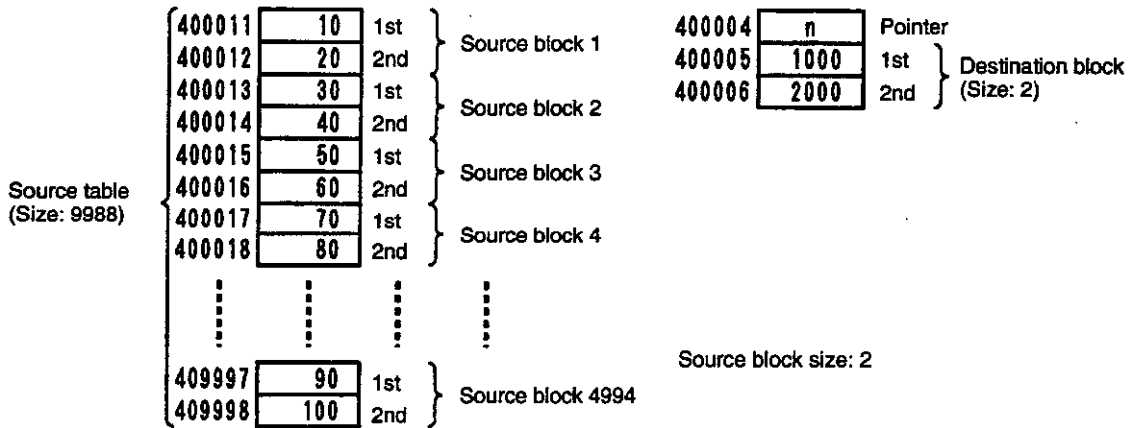 400011 10 1st
400012 20 2nd
Source block 1
400013 30 1st
400014 40 2nd
Source block 2
400015 50 1st
400016 60 2nd
Source block 3
400017 70 1st
400018 80 2nd
Source block 4
Source table
(Size: 9988)
409997 90 1st
409998 100 2nd
Source block 4994
400004 n Pointer
400005 1000 1st
400006 2000 2nd
Destination block
(Size: 2)
Source block size: 2